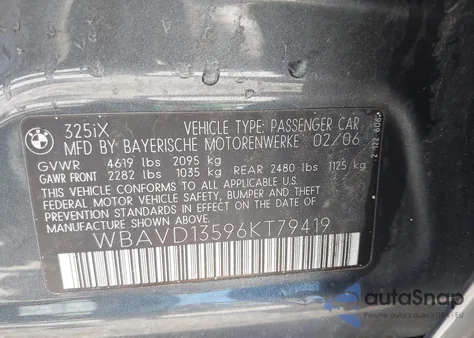 325iX VEHICLE TYPE: PASSENGER CAR
MFD BY BAYERISCHE MOTORENWERKE 02/06
GVWR 4619 lbs 2095 kg
GAWR FRONT 2282 lbs 1035 kg REAR 2480 lbs 1125 kg
THIS VEHICLE CONFORMS TO ALL APPLICABLE
FEDERAL MOTOR VEHICLE SAFETY, BUMPER AND THEFT
PREVENTION STANDARDS IN EFFECT ON THE DATE OF
MANUFACTURE SHOWN ABOVE
WBAVD13596KT79419
autoSnap